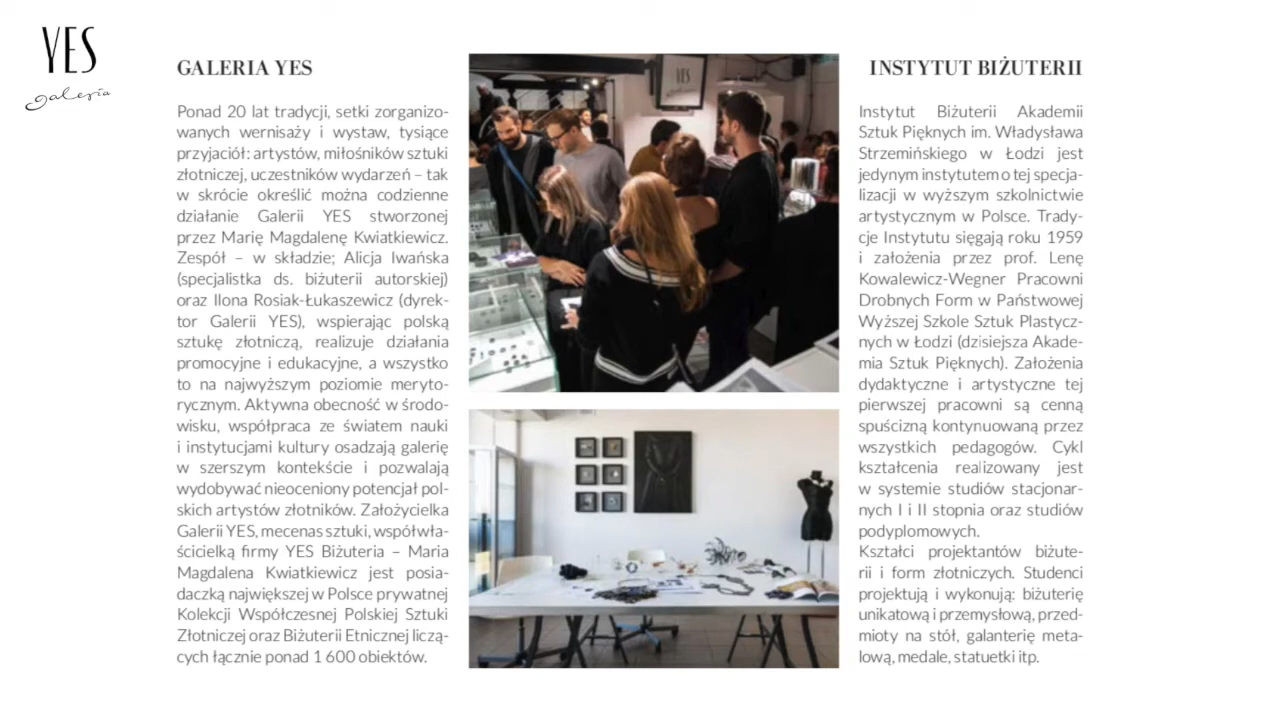 YES
galeria
GALERIA YES
Ponad 20 lat tradycji, setki zorganizo-
wanych wernisaży i wystaw, tysiące
przyjaciół: artystów, miłośników sztuki
złotniczej, uczestników wydarzeń – tak
w skrócie określić można codzienne
działanie Galerii YES stworzonej
przez Marię Magdalenę Kwiatkiewicz.
Zespół – w składzie; Alicja Iwańska
(specjalistka ds. biżuterii autorskiej)
oraz Ilona Rosiak-Łukaszewicz (dyrek-
tor Galerii YES), wspierając polską
sztukę złotniczą, realizuje działania
promocyjne i edukacyjne, a wszystko
to na najwyższym poziomie meryto-
rycznym. Aktywna obecność w środo-
wisku, współpraca ze światem nauki
i instytucjami kultury osadzają galerię
w szerszym kontekście i pozwalają
wydobywać nieoceniony potencjał pol-
skich artystów złotników. Założycielka
Galerii YES, mecenas sztuki, współwła-
ścicielką firmy YES Biżuteria – Maria
Magdalena Kwiatkiewicz jest posia-
daczką największej w Polsce prywatnej
Kolekcji Współczesnej Polskiej Sztuki
Złotniczej oraz Biżuterii Etnicznej liczą-
cych łącznie ponad 1 600 obiektów.
YES
INSTYTUT BIŻUTERII
Instytut Biżuterii Akademii
Sztuk Pięknych im. Władysława
Strzemińskiego w Łodzi jest
jedynym instytutem o tej specja-
lizacji w wyższym szkolnictwie
artystycznym w Polsce. Trady-
cje Instytutu sięgają roku 1959
i założenia przez prof. Lenę
Kowalewicz-Wegner Pracowni
Drobnych Form w Państwowej
Wyższej Szkole Sztuk Plastycz-
nych w Łodzi (dzisiejsza Akade-
mia Sztuk Pięknych). Założenia
dydaktyczne i artystyczne tej
pierwszej pracowni są cenną
spuścizną kontynuowaną przez
wszystkich pedagogów. Cykl
kształcenia realizowany jest
w systemie studiów stacjonar-
nych I i II stopnia oraz studiów
podyplomowych.
Kształci projektantów biżute-
rii i form złotniczych. Studenci
projektują i wykonują: biżuterię
unikatową i przemysłową, przed-
mioty na stół, galanterię meta-
lową, medale, statuetki itp.